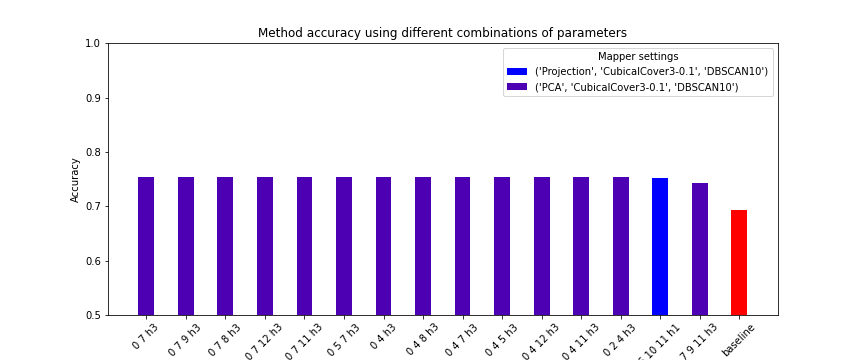 Method accuracy using different combinations of parameters
Mapper settings
('Projection', 'CubicalCover3-0.1', 'DBSCAN10')
('PCA', 'CubicalCover3-0.1', 'DBSCAN10')
Accuracy
1.0
0.9
0.8
0.7
0.6
0.5
0 7 h3
0 7 9 h3
0 7 8 h3
0 7 12 h3
0 7 11 h3
0 5 7 h3
0 4 h3
0 4 8 h3
0 4 7 h3
0 4 5 h3
0 4 12 h3
0 4 11 h3
0 2 4 h3
10 11 h1
7 9 11 h3
baseline